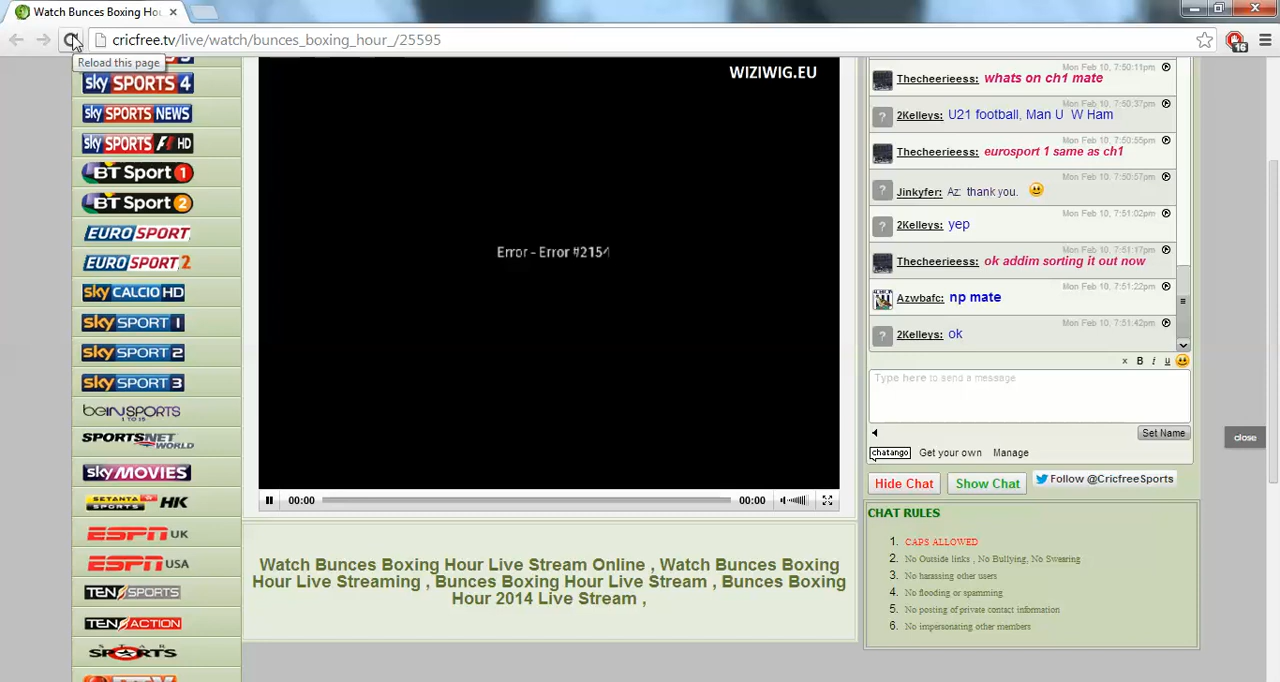 Watch Bunces Boxing Hou
cricfree.tv/live/watch/bunces_boxing_hour_/25595
16
Reload this page
sky SPORTS 4
sky SPORTS NEWS
sky SPORTS F1 HD
BT Sport 1
BT Sport 2
EUROSPORT
EUROSPORT 2
sky CALCIO HD
sky SPORT 1
sky SPORT 2
sky SPORT 3
beIN SPORTS
1 TO 15
SPORTSNET
WORLD
sky MOVIES
SETANTA
SPORTS HK
ESPN UK
ESPN USA
TEN SPORTS
TEN ACTION
STAR
SPORTS
WIZIWIG.EU
Error - Error #2154
00:00
00:00
Watch Bunces Boxing Hour Live Stream Online , Watch Bunces Boxing
Hour Live Streaming , Bunces Boxing Hour Live Stream , Bunces Boxing
Hour 2014 Live Stream ,
Mon Feb 10, 7:50:11pm
Thecheerieess: whats on ch1 mate
Mon Feb 10, 7:50:37pm
2Kelleys: U21 football, Man U W Ham
Mon Feb 10, 7:50:55pm
Thecheerieess: eurosport 1 same as ch1
Mon Feb 10, 7:50:57pm
Jinkyfer: Az: thank you.
Mon Feb 10, 7:51:02pm
2Kelleys: yep
Mon Feb 10, 7:51:17pm
Thecheerieess: ok addim sorting it out now
Mon Feb 10, 7:51:22pm
Azwbafc: np mate
Mon Feb 10, 7:51:42pm
2Kelleys: ok
x B i u
Type here to send a message
Set Name
chatango Get your own Manage
close
Hide Chat Show Chat Follow @CricfreeSports
CHAT RULES
1. CAPS ALLOWED
2. No Outside links , No Bullying, No Swearing
3. No harassing other users
4. No flooding or spamming
5. No posting of private contact information
6. No impersonating other members